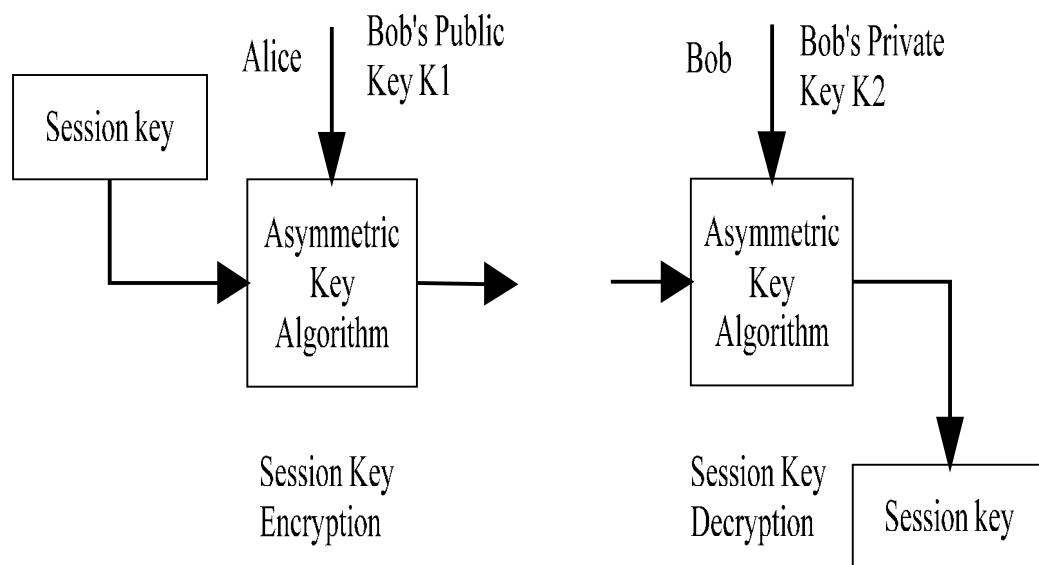 Alice
Bob's Public
Key K1
Session key
Asymmetric
Key
Algorithm
Session Key
Encryption
Bob
Bob's Private
Key K2
Asymmetric
Key
Algorithm
Session Key
Decryption
Session key